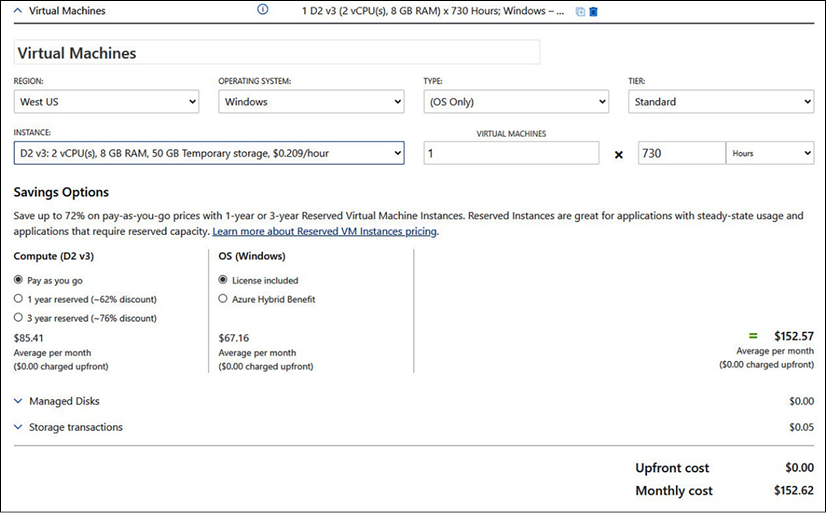 Virtual Machines
1 D2 v3 (2 vCPU(s), 8 GB RAM) x 730 Hours; Windows – ...
Virtual Machines
REGION:
OPERATING SYSTEM:
TYPE:
TIER:
West US
Windows
(OS Only)
Standard
INSTANCE:
VIRTUAL MACHINES
D2 v3: 2 vCPU(s), 8 GB RAM, 50 GB Temporary storage, $0.209/hour
1
×
730
Hours
Savings Options
Save up to 72% on pay-as-you-go prices with 1-year or 3-year Reserved Virtual Machine Instances. Reserved Instances are great for applications with steady-state usage and
applications that require reserved capacity. Learn more about Reserved VM Instances pricing.
Compute (D2 v3)
Pay as you go
1 year reserved (~62% discount)
3 year reserved (~76% discount)
$85.41
Average per month
($0.00 charged upfront)
OS (Windows)
License included
Azure Hybrid Benefit
$67.16
Average per month
($0.00 charged upfront)
= $152.57
Average per month
($0.00 charged upfront)
Managed Disks $0.00
Storage transactions $0.05
Upfront cost $0.00
Monthly cost $152.62